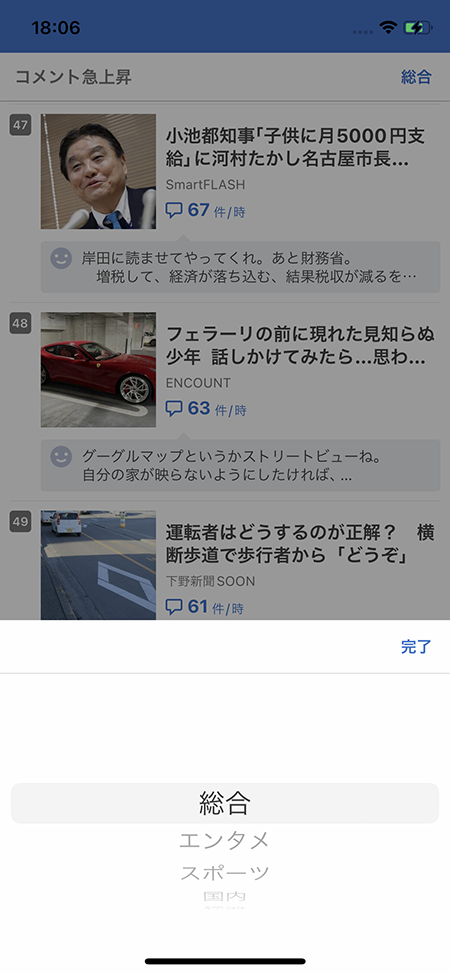 18:06
コメント急上昇
総合
47
小池都知事「子供に月5000円支
給」に河村たかし名古屋市長...
SmartFLASH
67 件/時
岸田に読ませてやってくれ。あと財務省。
増税して、経済が落ち込む、結果税収が減るを…
48
フェラーリの前に現れた見知らぬ
少年 話しかけてみたら...思わ...
ENCOUNT
63 件/時
グーグルマップというかストリートビューね。
自分の家が映らないようにしたければ、...
49
運転者はどうするのが正解？ 横
断歩道で歩行者から「どうぞ」
下野新聞SOON
61 件/時
完了
総合
エンタメ
スポーツ
国内